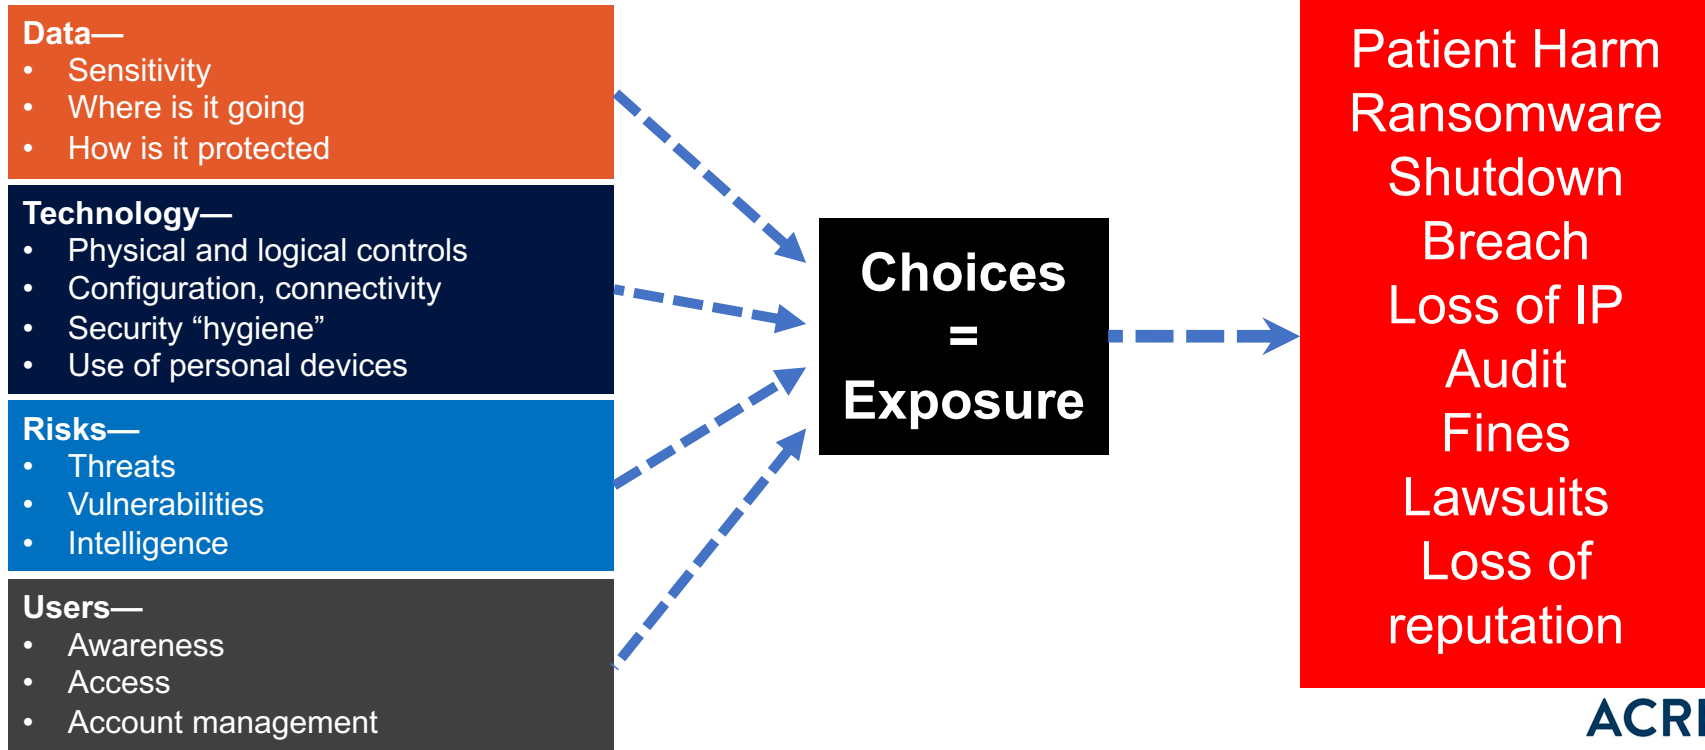 Data—
• Sensitivity
• Where is it going
• How is it protected
Technology—
• Physical and logical controls
• Configuration, connectivity
• Security “hygiene”
• Use of personal devices
Risks—
• Threats
• Vulnerabilities
• Intelligence
Users—
• Awareness
• Access
• Account management
Choices
=
Exposure
Patient Harm
Ransomware
Shutdown
Breach
Loss of IP
Audit
Fines
Lawsuits
Loss of
reputation
ACRI